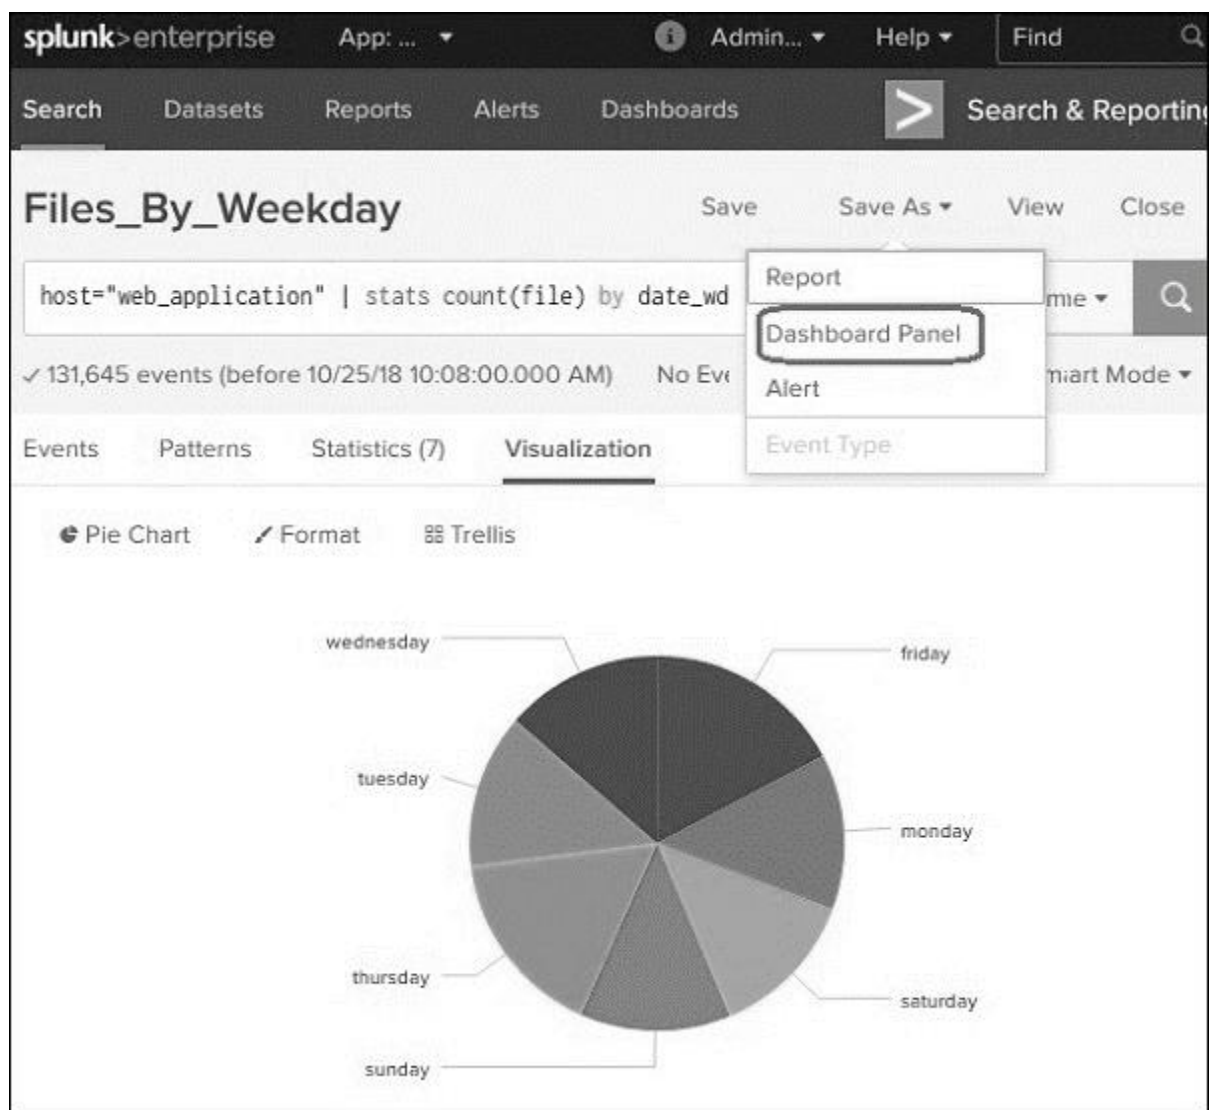 splunk>enterprise App: ... Admin... Help Find
Search Datasets Reports Alerts Dashboards Search & Reporting
Files_By_Weekday Save Save As View Close
host="web_application" | stats count(file) by date_wd
Report
Dashboard Panel
Alert
Event Type
✓ 131,645 events (before 10/25/18 10:08:00.000 AM) No Eve
Mode
Events Patterns Statistics (7) Visualization
Pie Chart Format Trellis
wednesday
friday
tuesday
monday
thursday
saturday
sunday